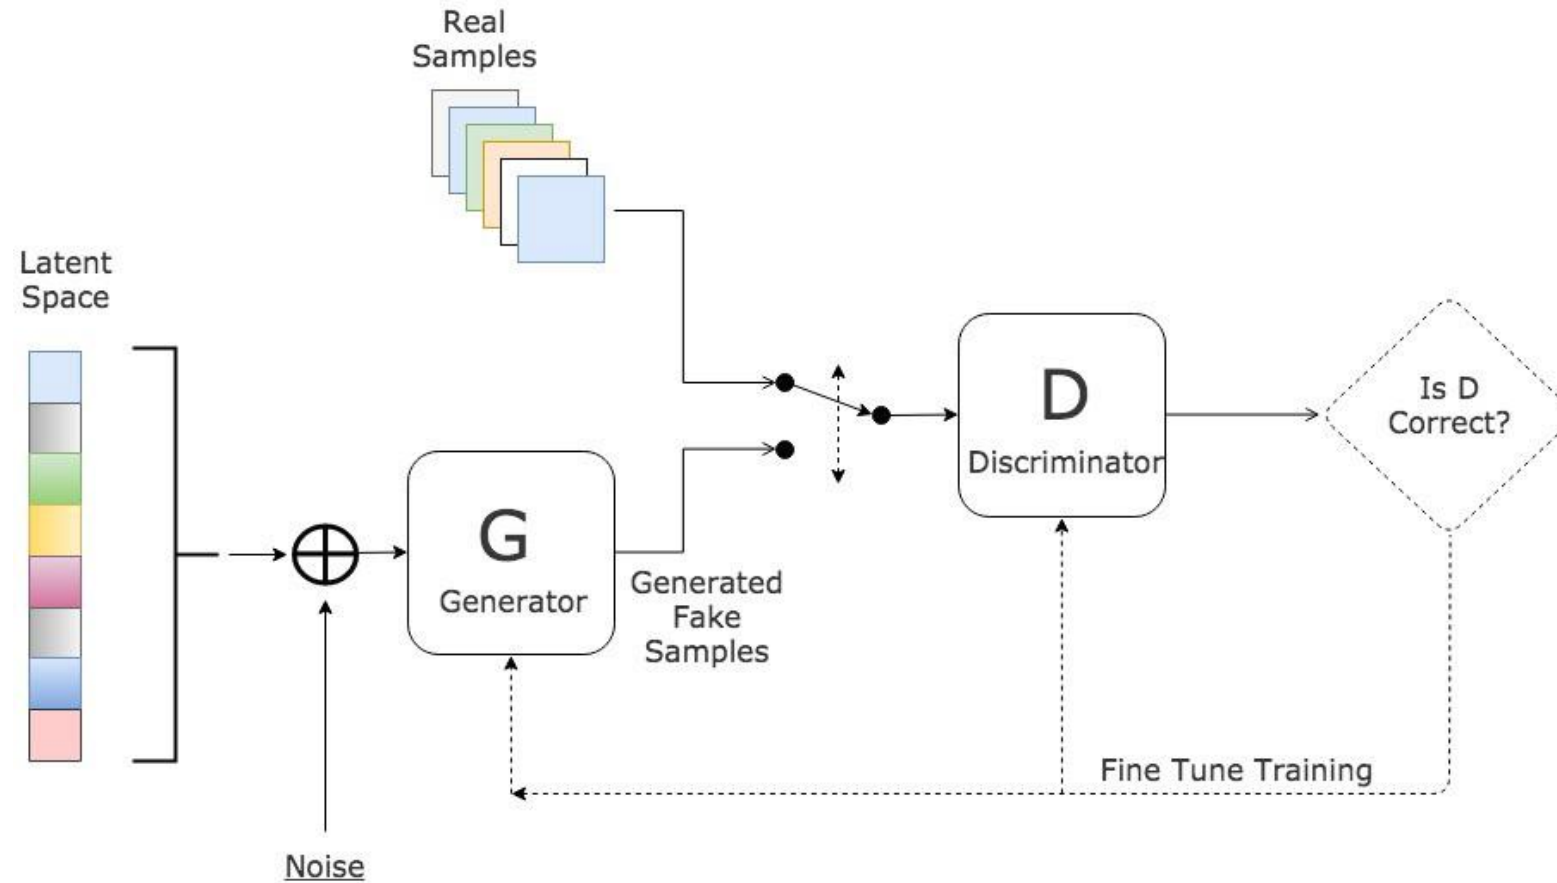 Real
Samples
Latent
Space
D
Discriminator
Is D
Correct?
G
Generator
Generated
Fake
Samples
Fine Tune Training
Noise